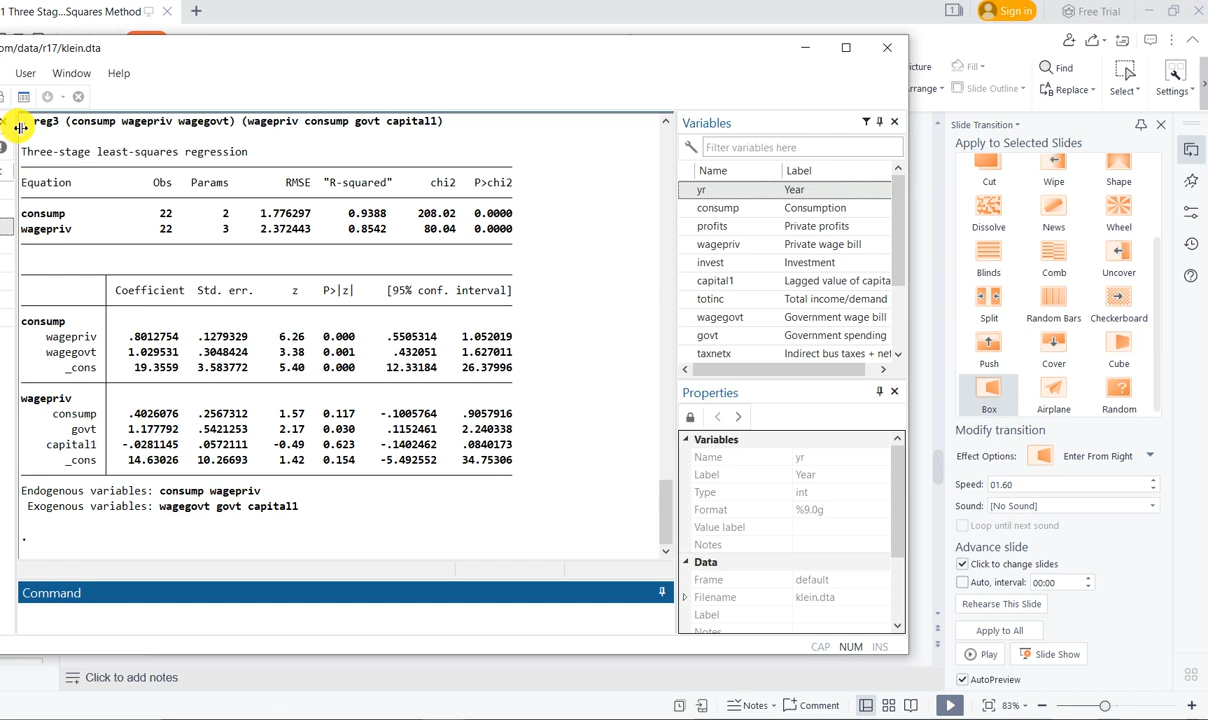 1 Three Stag...Squares Method
1
Sign in
Free Trial
om/data/r17/klein.dta
User Window Help
icture
Fill
Find
rrange
Slide Outline
Replace
Select
Settings
reg3 (consump wagepriv wagegovt) (wagepriv consump govt capital1)
Three-stage least-squares regression
Equation Obs Params RMSE "R-squared" chi2 P>chi2
consump 22 2 1.776297 0.9388 208.02 0.0000
wagepriv 22 3 2.372443 0.8542 80.04 0.0000
Coefficient Std. err. z P>|z| [95% conf. interval]
consump
wagepriv .8012754 .1279329 6.26 0.000 .5505314 1.052019
wagegovt 1.029531 .3048424 3.38 0.001 .432051 1.627011
_cons 19.3559 3.583772 5.40 0.000 12.33184 26.37996
wagepriv
consump .4026076 .2567312 1.57 0.117 -.1005764 .9057916
govt 1.177792 .5421253 2.17 0.030 .1152461 2.240338
capital1 -.0281145 .0572111 -0.49 0.623 -.1402462 .0840173
_cons 14.63026 10.26693 1.42 0.154 -5.492552 34.75306
Endogenous variables: consump wagepriv
Exogenous variables: wagegovt govt capital1
.
Command
Variables
Filter variables here
Name Label
yr Year
consump Consumption
profits Private profits
wagepriv Private wage bill
invest Investment
capital1 Lagged value of capita
totinc Total income/demand
wagegovt Government wage bill
govt Government spending
taxnetx Indirect bus taxes + net
Properties
Variables
Name yr
Label Year
Type int
Format %9.0g
Value label
Notes
Data
Frame default
Filename klein.dta
Label
Notes
CAP NUM INS
Slide Transition
Apply to Selected Slides
Cut Wipe Shape
Dissolve News Wheel
Blinds Comb Uncover
Split Random Bars Checkerboard
Push Cover Cube
Box Airplane Random
Modify transition
Effect Options: Enter From Right
Speed: 01.60
Sound: [No Sound]
Loop until next sound
Advance slide
Click to change slides
Auto, interval: 00:00
Rehearse This Slide
Apply to All
Play Slide Show
AutoPreview
Click to add notes
Notes Comment 83%